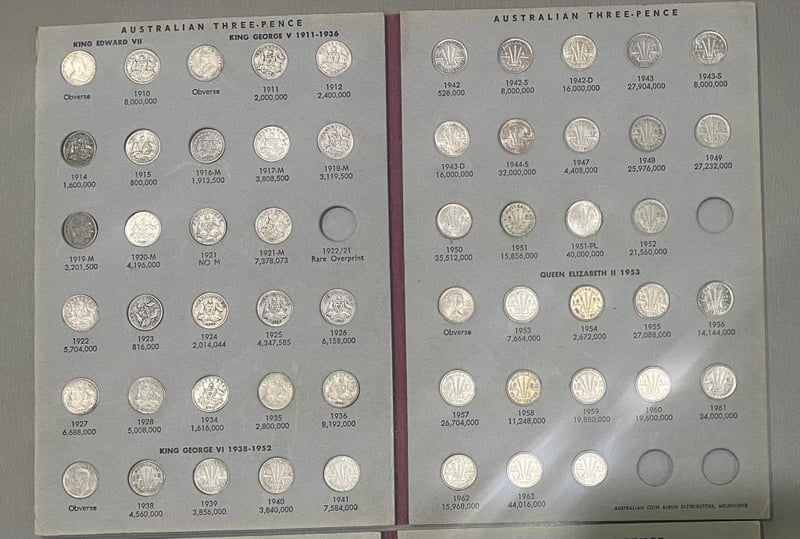 AUSTRALIAN THREE-PENCE
KING EDWARD VII KING GEORGE V 1911-1936
Obverse 1910 Obverse 1911 1912
8,000,000 2,000,000 2,400,000
1914 1915 1916-M 1917-M 1918-M
1,600,000 800,000 1,913,500 3,808,500 3,119,500
1919-M 1920-M 1921 1921-M 1922/21
3,201,500 4,196,000 NO M 7,378,073 Rare Overprint
1922 1923 1924 1925 1926
5,704,000 816,000 2,014,044 4,347,585 6,158,000
1927 1928 1934 1935 1936
6,688,000 5,008,000 1,616,000 2,800,000 8,192,000
KING GEORGE VI 1938-1952
Obverse 1938 1939 1940 1941
4,560,000 3,856,000. 3,840,000 7,584,000
AUSTRALIAN THREE-PENCE
1942 1942-S 1942-D 1943 1943-S
528,000 8,000,000 16,000,000 27,904,000 8,000,000
1943-D 1944-S 1947 1948 1949
16,000,000 32,000,000 4,408,000 25,976,000 27,232,000
1950 1951 1951-PL. 1952
35,512,000 15,856,000 40,000,000 21,560,000
QUEEN ELIZABETH II 1953
Obverse 1953 1954 1955 1956
7,664,000 2,672,000 27,088,000 14,144,000
1957 1958 1959 1960 1961
26,704,000 11,248,000 19,880,000 19,600,000 34,000,000
1962 1963
15,968,000 44,016,000
AUSTRALIAN COIN ALBUM DISTRIBUTORS, MELBOURNE